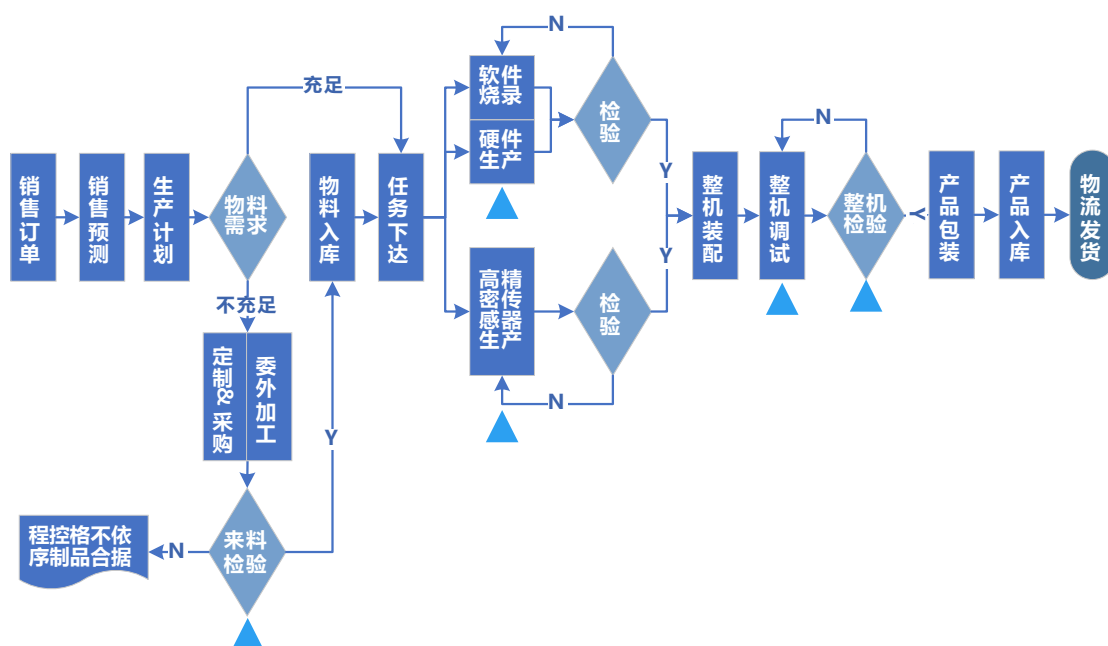 N
软件
烧录
检验
充足
N
硬件
生产
销售订单
销售预测
生产计划
物料
需求
物料入库
任务下达
Y
整机装配
整机调试
整机
检验
Y
产品包装
产品入库
物流发货
Y
高精
密传
感器
生产
检验
不充足
定制&采购
委外加工
N
Y
程控格不依
序制品合据
N
来料
检验